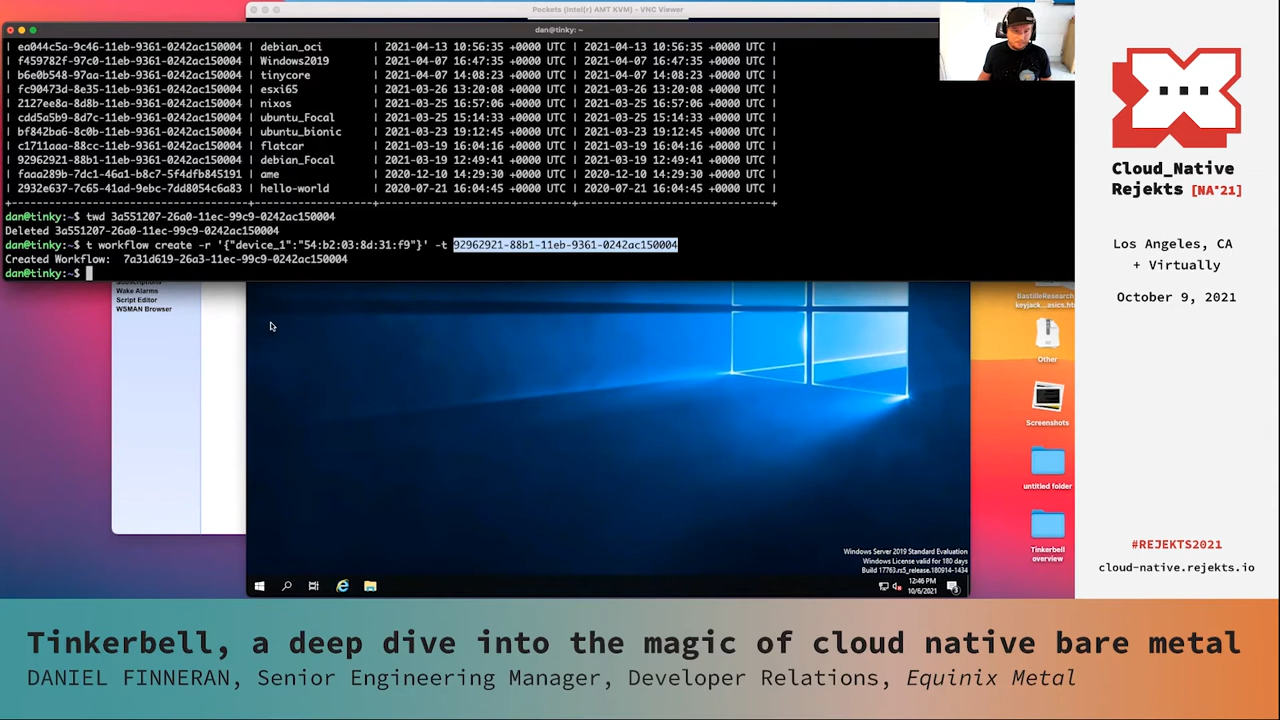 Pockets (Intel(r) AMT KVM) - VNC Viewer
dan@tinky: ~
| ea044c5a-9c46-11eb-9361-0242ac150004 | debian_oci | 2021-04-13 10:56:35 +0000 UTC | 2021-04-13 10:56:35 +0000 UTC |
| f459782f-97c0-11eb-9361-0242ac150004 | Windows2019 | 2021-04-07 16:47:35 +0000 UTC | 2021-04-07 16:47:35 +0000 UTC |
| b6e0b548-97aa-11eb-9361-0242ac150004 | tinycore | 2021-04-07 14:08:23 +0000 UTC | 2021-04-07 14:08:23 +0000 UTC |
| fc90473d-8e35-11eb-9361-0242ac150004 | esxi65 | 2021-03-26 13:20:08 +0000 UTC | 2021-03-26 13:20:08 +0000 UTC |
| 2127ee8a-8d8b-11eb-9361-0242ac150004 | nixos | 2021-03-25 16:57:06 +0000 UTC | 2021-03-25 16:57:06 +0000 UTC |
| cdd5a5b9-8d7c-11eb-9361-0242ac150004 | ubuntu_Focal | 2021-03-25 15:14:33 +0000 UTC | 2021-03-25 15:14:33 +0000 UTC |
| bf842ba6-8c0b-11eb-9361-0242ac150004 | ubuntu_bionic | 2021-03-23 19:12:45 +0000 UTC | 2021-03-23 19:12:45 +0000 UTC |
| c1711aaa-88cc-11eb-9361-0242ac150004 | flatcar | 2021-03-19 16:04:16 +0000 UTC | 2021-03-19 16:04:16 +0000 UTC |
| 92962921-88b1-11eb-9361-0242ac150004 | debian_Focal | 2021-03-19 12:49:41 +0000 UTC | 2021-03-19 12:49:41 +0000 UTC |
| faaa289b-7dc1-46a1-b8c7-5f4dfb845191 | ame | 2020-12-10 14:29:30 +0000 UTC | 2020-12-10 14:29:30 +0000 UTC |
| 2932e637-7c65-41ad-9ebc-7dd8054c6a83 | hello-world | 2020-07-21 16:04:45 +0000 UTC | 2020-07-21 16:04:45 +0000 UTC |
dan@tinky:~$ twd 3a551207-26a0-11ec-99c9-0242ac150004
Deleted 3a551207-26a0-11ec-99c9-0242ac150004
dan@tinky:~$ t workflow create -r '{"device_1":"54:b2:03:8d:31:f9"}' -t 92962921-88b1-11eb-9361-0242ac150004
Created Workflow: 7a31d619-26a3-11ec-99c9-0242ac150004
dan@tinky:~$
Subscriptions
Wake Alarms
Script Editor
WSMAN Browser
BastilleResearch
keyjack...asics.htm
Other
Screenshots
untitled folder
Tinkerbell
overview
Windows Server 2019 Standard Evaluation
Windows License valid for 180 days
Build 17763.rs5_release.180914-1434
12:46 PM
10/6/2021
3
Cloud_Native
Rejekts [NA'21]
Los Angeles, CA
+ Virtually
October 9, 2021
#REJEKTS2021
cloud-native.rejekts.io
Tinkerbell, a deep dive into the magic of cloud native bare metal
DANIEL FINNERAN, Senior Engineering Manager, Developer Relations, Equinix Metal